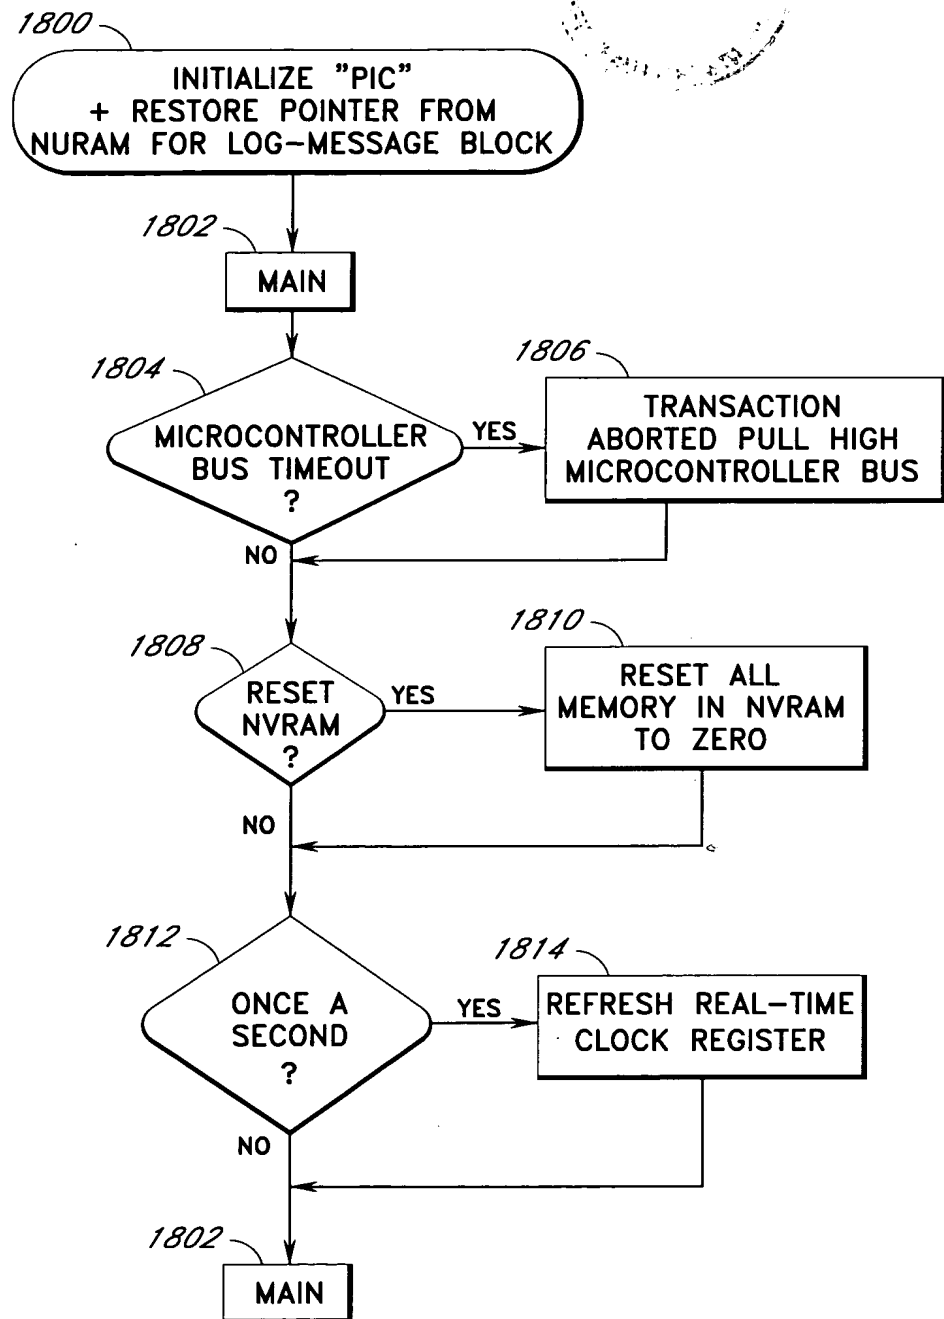 1800
INITIALIZE "PIC"
+ RESTORE POINTER FROM
NURAM FOR LOG-MESSAGE BLOCK
1802
MAIN
1804
MICROCONTROLLER
BUS TIMEOUT
?
YES
1806
TRANSACTION
ABORTED PULL HIGH
MICROCONTROLLER BUS
NO
1808
RESET
NVRAM
?
YES
1810
RESET ALL
MEMORY IN NVRAM
TO ZERO
NO
1812
ONCE A
SECOND
?
YES
1814
REFRESH REAL-TIME
CLOCK REGISTER
NO
1802
MAIN